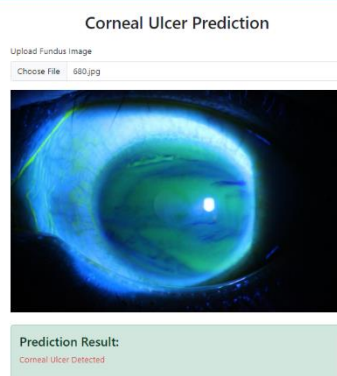 Corneal Ulcer Prediction
Upload Fundus Image
Choose File 680.jpg
Prediction Result:
Corneal Ulcer Detected